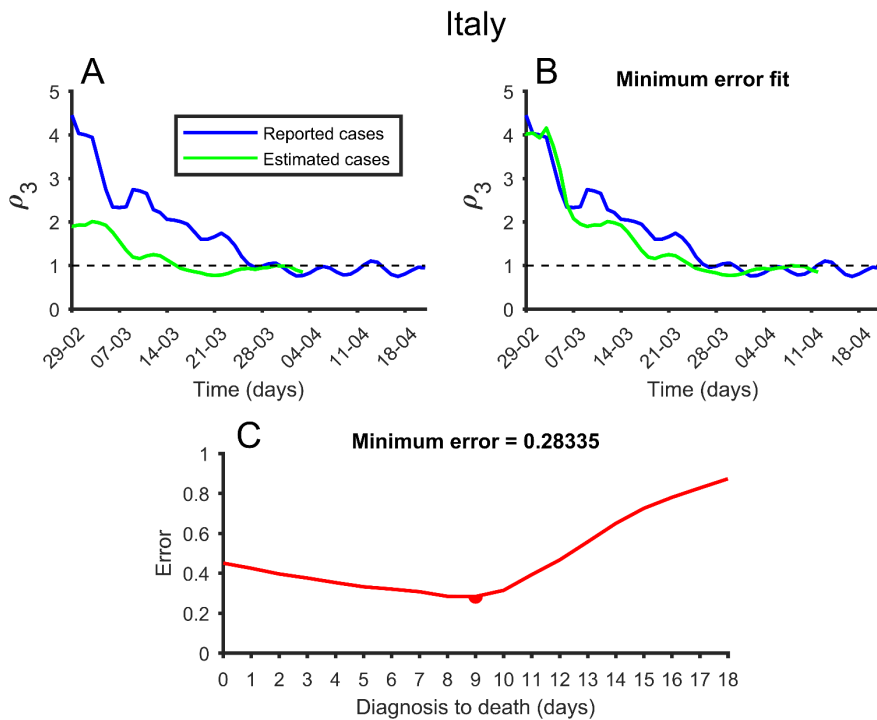 Italy
A
5
4
3
2
1
0
ρ3
Reported cases
Estimated cases
29-02
07-03
14-03
21-03
28-03
04-04
11-04
18-04
Time (days)
B
Minimum error fit
5
4
3
2
1
0
ρ3
29-02
07-03
14-03
21-03
28-03
04-04
11-04
18-04
Time (days)
C
Minimum error = 0.28335
1
0.8
0.6
0.4
0.2
0
Error
0 1 2 3 4 5 6 7 8 9 10 11 12 13 14 15 16 17 18
Diagnosis to death (days)